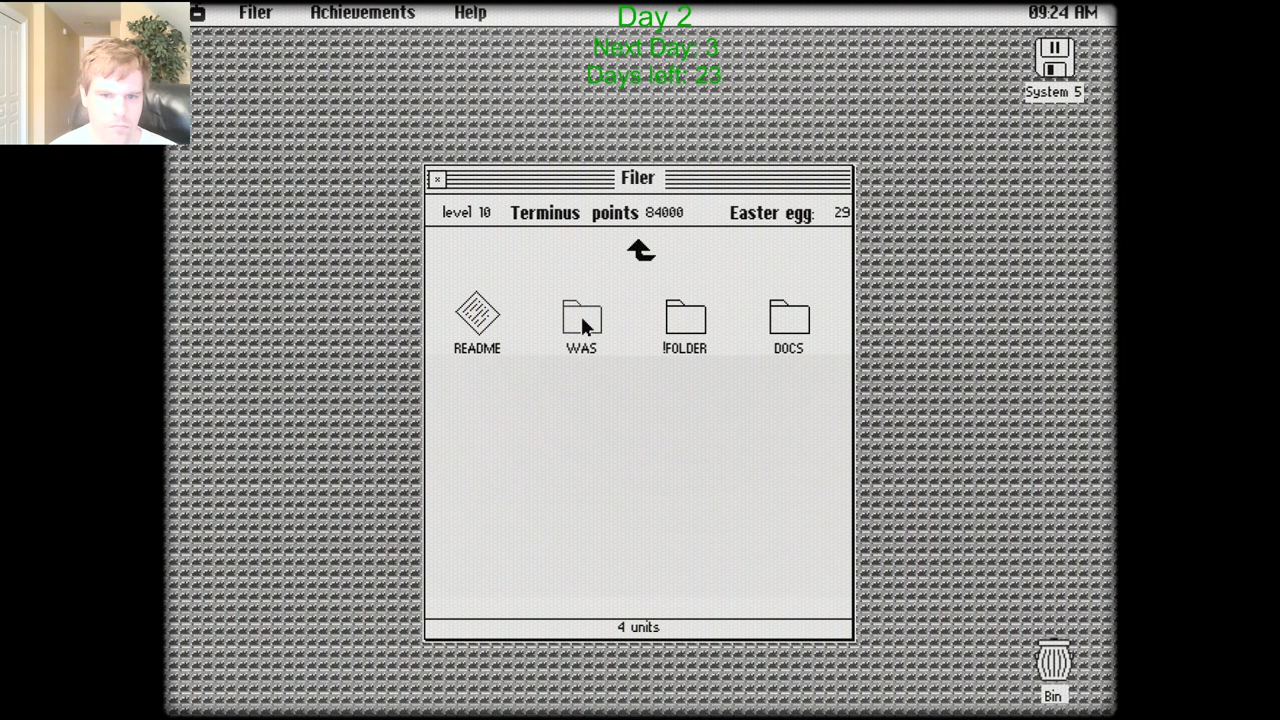 Filer Achievements Help 09:24 AM
Day 2
Next Day: 3
Days left: 23
System 5
Filer
level 10 Terminus points 84000 Easter egg: 29
README WAS !FOLDER DOCS
4 units
Bin